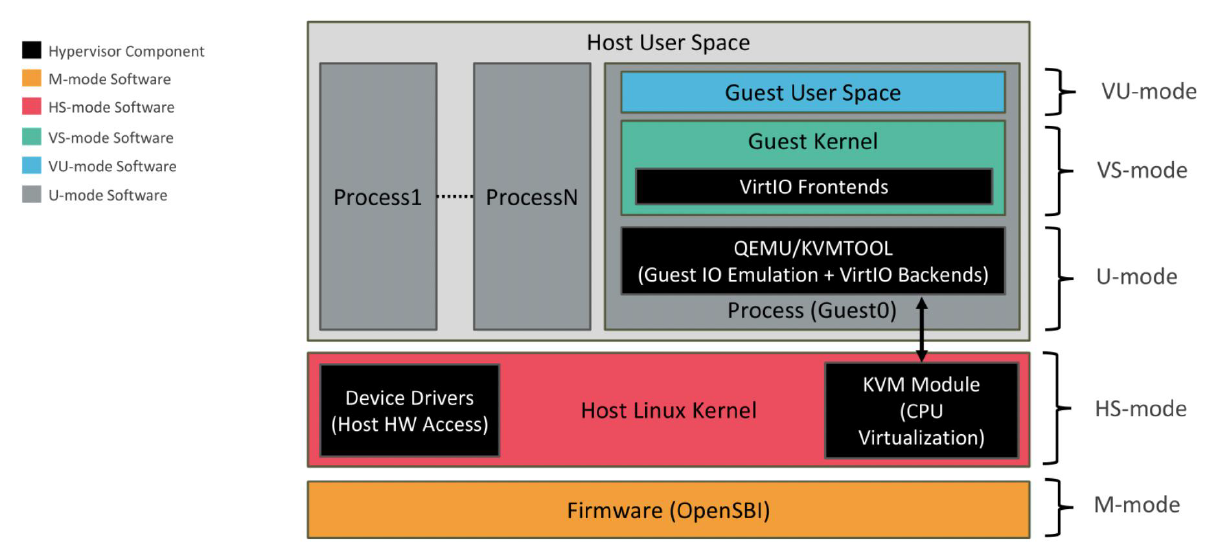 Hypervisor Component
M-mode Software
HS-mode Software
VS-mode Software
VU-mode Software
U-mode Software
Host User Space
Process1
ProcessN
Guest User Space
Guest Kernel
VirtIO Frontends
QEMU/KVMTOOL
(Guest IO Emulation + VirtIO Backends)
Process (Guest0)
Device Drivers
(Host HW Access)
Host Linux Kernel
KVM Module
(CPU
Virtualization)
Firmware (OpenSBI)
VU-mode
VS-mode
U-mode
HS-mode
M-mode